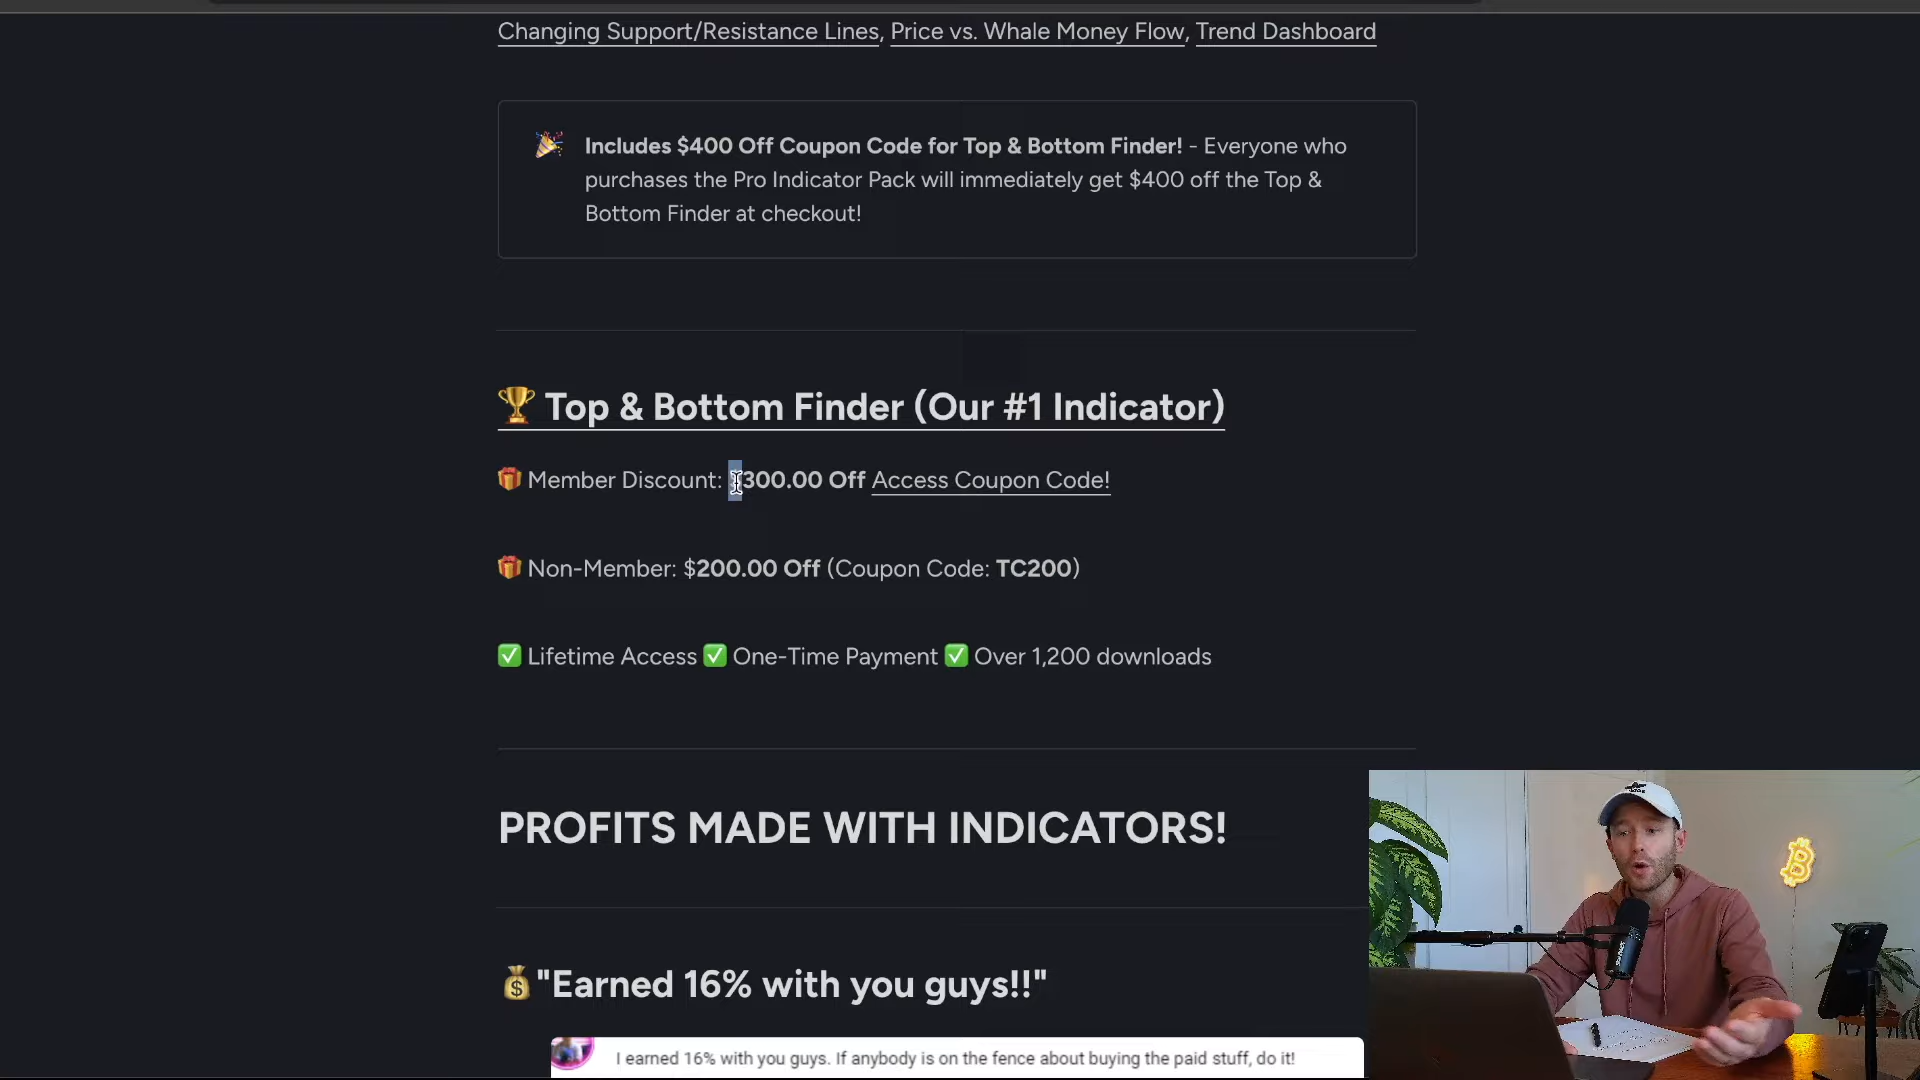 Changing Support/Resistance Lines, Price vs. Whale Money Flow, Trend Dashboard
🎉 Includes $400 Off Coupon Code for Top & Bottom Finder! - Everyone who
purchases the Pro Indicator Pack will immediately get $400 off the Top &
Bottom Finder at checkout!
🏆 Top & Bottom Finder (Our #1 Indicator)
🎁 Member Discount: $300.00 Off Access Coupon Code!
🎁 Non-Member: $200.00 Off (Coupon Code: TC200)
✅ Lifetime Access ✅ One-Time Payment ✅ Over 1,200 downloads
PROFITS MADE WITH INDICATORS!
💰"Earned 16% with you guys!!"
I earned 16% with you guys. If anybody is on the fence about buying the paid stuff, do it!